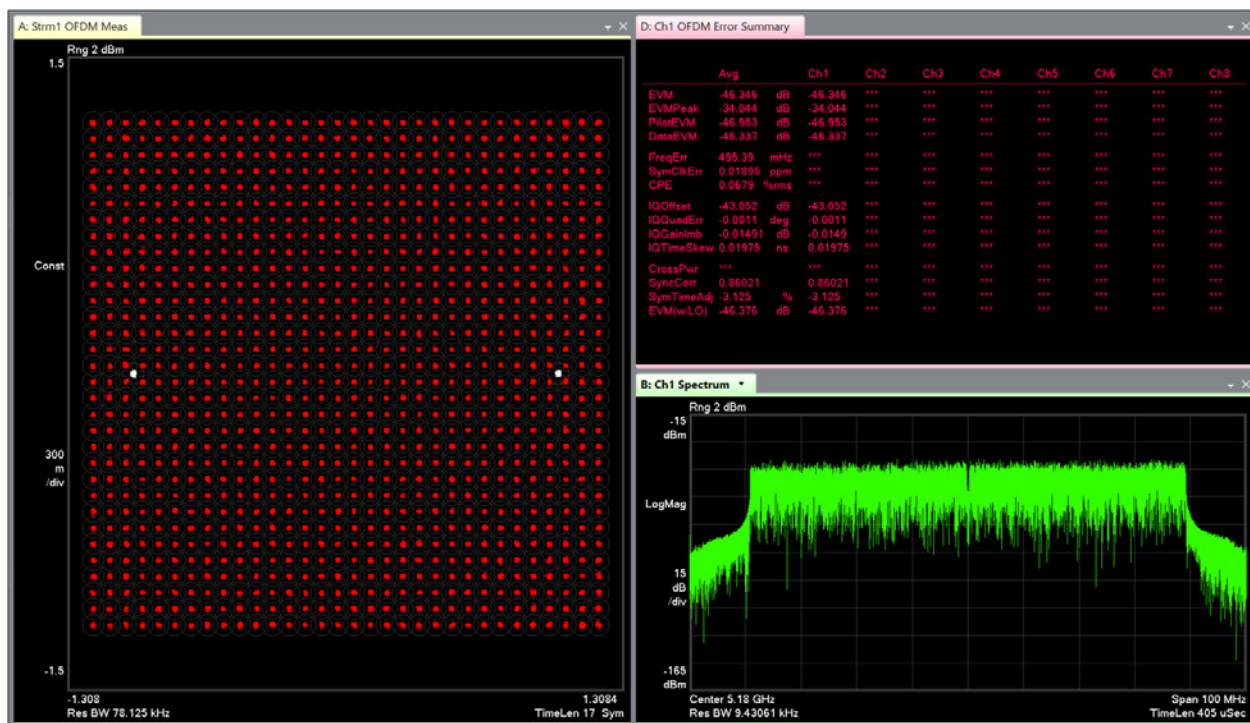 A: Strm1 OFDM Meas
Rng 2 dBm
1.5
Const
300
m
/div
-1.5
-1.308
1.3084
Res BW 78.125 kHz
TimeLen 17 Sym
D: Ch1 OFDM Error Summary
Avg Ch1 Ch2 Ch3 Ch4 Ch5 Ch6 Ch7 Ch8
EVM -46.346 dB -46.346 *** *** *** *** *** *** ***
EVMPeak -34.044 dB -34.044 *** *** *** *** *** *** ***
PilotEVM -46.953 dB -46.953 *** *** *** *** *** *** ***
DataEVM -46.337 dB -46.337 *** *** *** *** *** *** ***
FreqErr 495.39 mHz *** *** *** *** *** *** *** ***
SymClkErr 0.01895 ppm *** *** *** *** *** *** *** ***
CPE 0.0679 %rms *** *** *** *** *** *** *** ***
IQOffset -43.052 dB -43.052 *** *** *** *** *** *** ***
IQQuadErr -0.0011 deg -0.0011 *** *** *** *** *** *** ***
IQGainImb -0.01491 dB -0.0149 *** *** *** *** *** *** ***
IQTimeSkew 0.01975 ns 0.01975 *** *** *** *** *** *** ***
CrossPwr *** *** *** *** *** *** *** *** ***
SyncCorr 0.86021 0.86021 *** *** *** *** *** *** ***
SymTimeAdj -3.125 % -3.125 *** *** *** *** *** *** ***
EVM(w/LO) -46.376 dB -46.376 *** *** *** *** *** *** ***
B: Ch1 Spectrum
Rng 2 dBm
-15
dBm
LogMag
15
dB
/div
-165
dBm
Center 5.18 GHz
Span 100 MHz
Res BW 9.43061 kHz
TimeLen 405 uSec